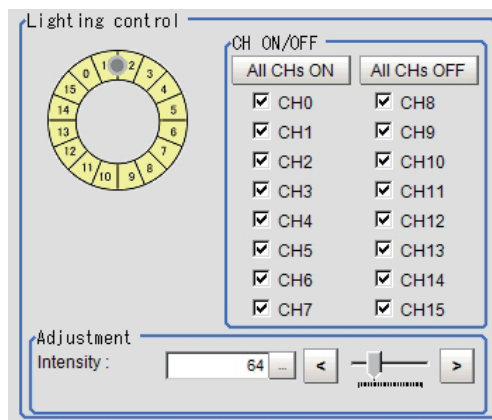 Lighting control
0 1 2 3
15 4
14 5
13 6
12 7
11 10 9 8
CH ON/OFF
All CHs ON All CHs OFF
CH0 CH8
CH1 CH9
CH2 CH10
CH3 CH11
CH4 CH12
CH5 CH13
CH6 CH14
CH7 CH15
Adjustment
Intensity : 64 ... < >